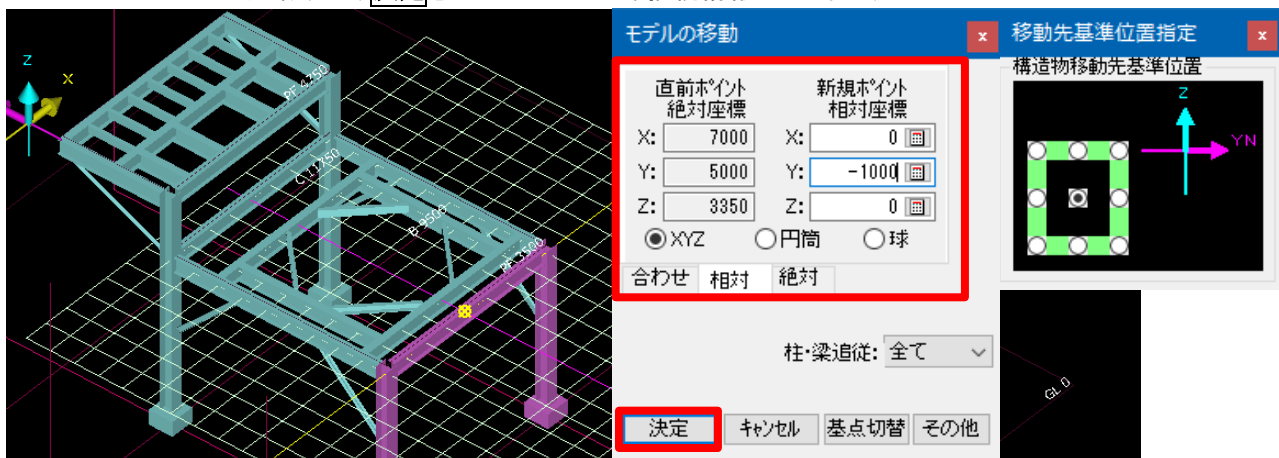 Z
X
PF 4750
C 11750
B 9500
PF 3500
モデルの移動
x
直前ポイント
絶対座標
新規ポイント
相対座標
X: 7000 X: 0
Y: 5000 Y: -1000
Z: 3350 Z: 0
XYZ 円筒 球
合わせ 相対 絶対
柱・梁追従: 全て
決定 キャンセル 基点切替 その他
移動先基準位置指定
x
構造物移動先基準位置
Z
YN
GL 0